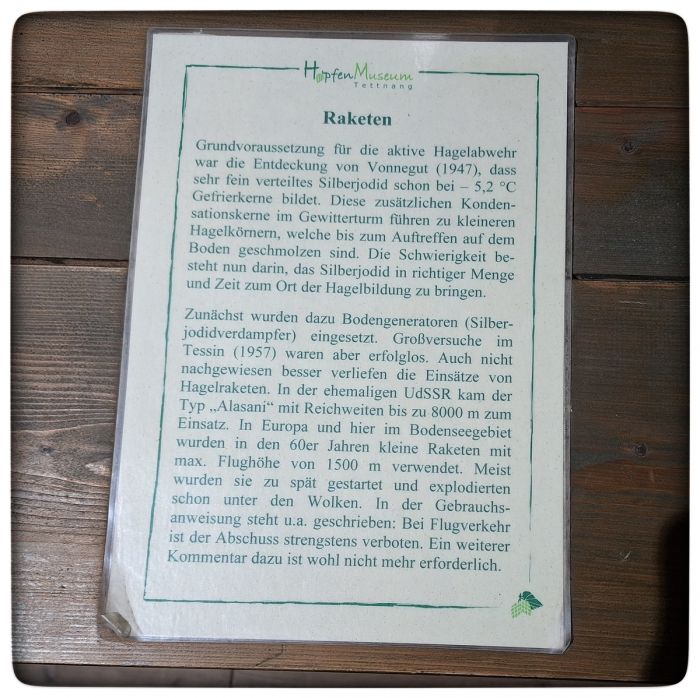 HopfenMuseum
Tettnang
Raketen
Grundvoraussetzung für die aktive Hagelabwehr
war die Entdeckung von Vonnegut (1947), dass
sehr fein verteiltes Silberjodid schon bei – 5,2 °C
Gefrierkerne bildet. Diese zusätzlichen Konden-
sationskerne im Gewitterturm führen zu kleineren
Hagelkörnern, welche bis zum Auftreffen auf dem
Boden geschmolzen sind. Die Schwierigkeit be-
steht nun darin, das Silberjodid in richtiger Menge
und Zeit zum Ort der Hagelbildung zu bringen.
Zunächst wurden dazu Bodengeneratoren (Silber-
jodidverdampfer) eingesetzt. Großversuche im
Tessin (1957) waren aber erfolglos. Auch nicht
nachgewiesen besser verliefen die Einsätze von
Hagelraketen. In der ehemaligen UdSSR kam der
Typ „Alasani“ mit Reichweiten bis zu 8000 m zum
Einsatz. In Europa und hier im Bodenseegebiet
wurden in den 60er Jahren kleine Raketen mit
max. Flughöhe von 1500 m verwendet. Meist
wurden sie zu spät gestartet und explodierten
schon unter den Wolken. In der Gebrauchs-
anweisung steht u.a. geschrieben: Bei Flugverkehr
ist der Abschuss strengstens verboten. Ein weiterer
Kommentar dazu ist wohl nicht mehr erforderlich.